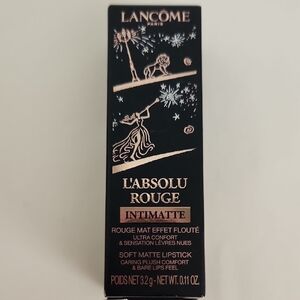 LANCÔME
PARIS
L'ABSOLU
ROUGE
INTIMATTE
ROUGE MAT EFFET FLOUTÉ
ULTRA CONFORT
& SENSATION LÈVRES NUES
SOFT MATTE LIPSTICK
CARING PLUSH COMFORT
& BARE LIPS FEEL
POIDS NET 3.2 g - NET WT. 0.11 OZ.